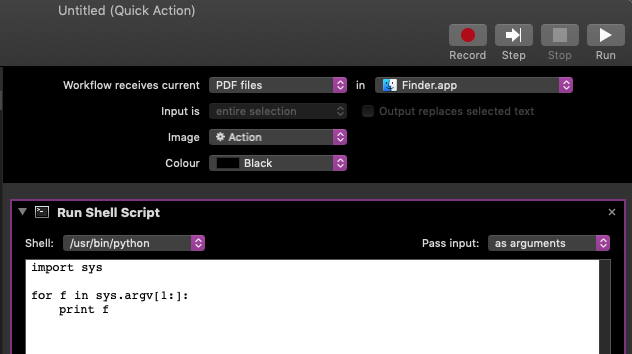 Untitled (Quick Action)
Record Step Stop Run
Workflow receives current PDF files in Finder.app
Input is entire selection Output replaces selected text
Image Action
Colour Black
Run Shell Script
Shell: /usr/bin/python Pass input: as arguments
import sys
for f in sys.argv[1:]:
    print f